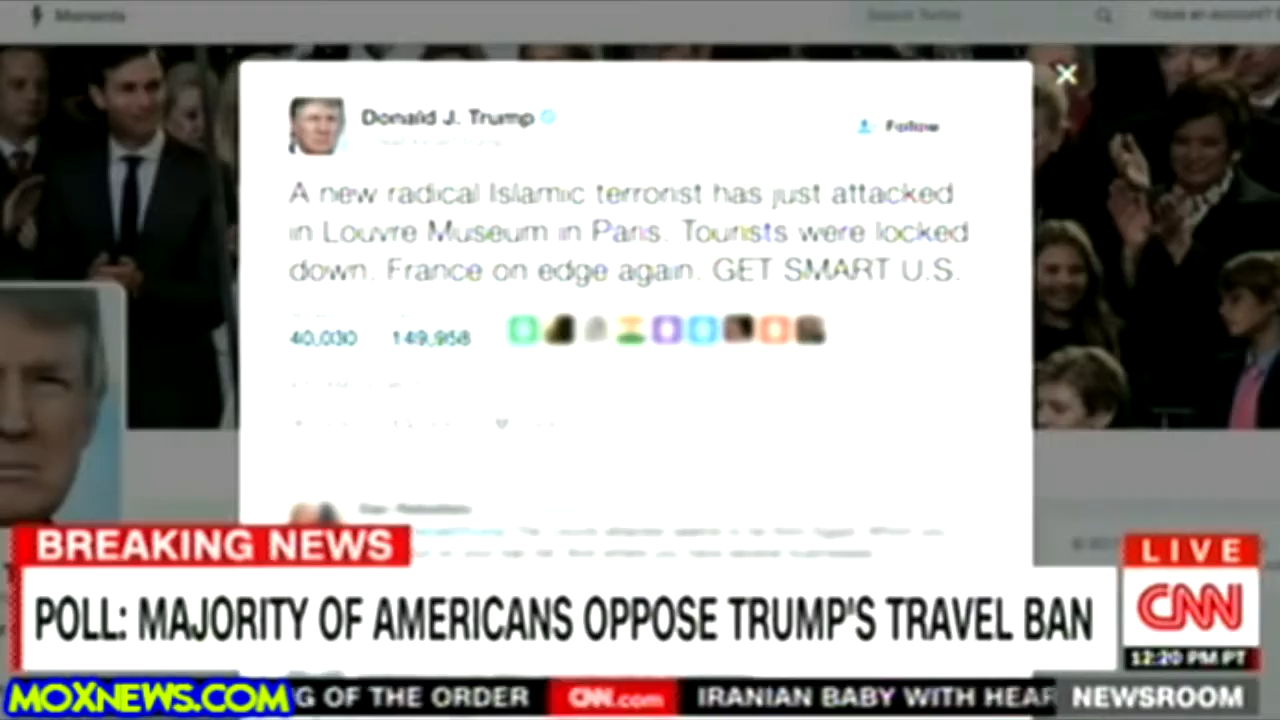 Moments
Search Twitter
Have an account?
Donald J. Trump
Follow
A new radical Islamic terrorist has just attacked
in Louvre Museum in Paris. Tourists were locked
down. France on edge again. GET SMART U.S.
40,030 149,958
BREAKING NEWS
LIVE
POLL: MAJORITY OF AMERICANS OPPOSE TRUMP'S TRAVEL BAN
CNN
12:20 PM PT
MOXNEWS.COM
G OF THE ORDER CNN.com IRANIAN BABY WITH HEAR NEWSROOM